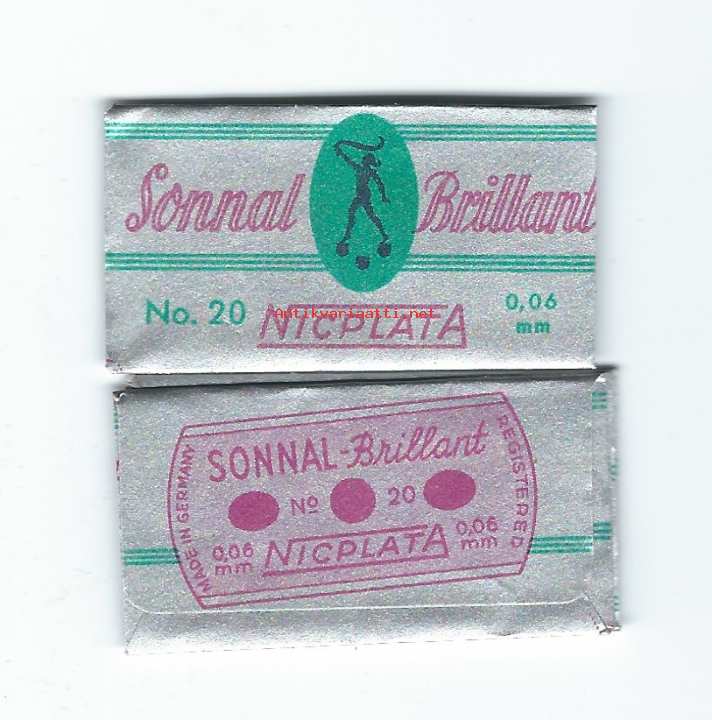 Sonnal Brillant
No. 20
NICPLATA
0,06
mm
Antikvariaatti.net
SONNAL-Brillant
MADE IN GERMANY
No 20
REGISTERED
0,06
mm
NICPLATA
0,06
mm